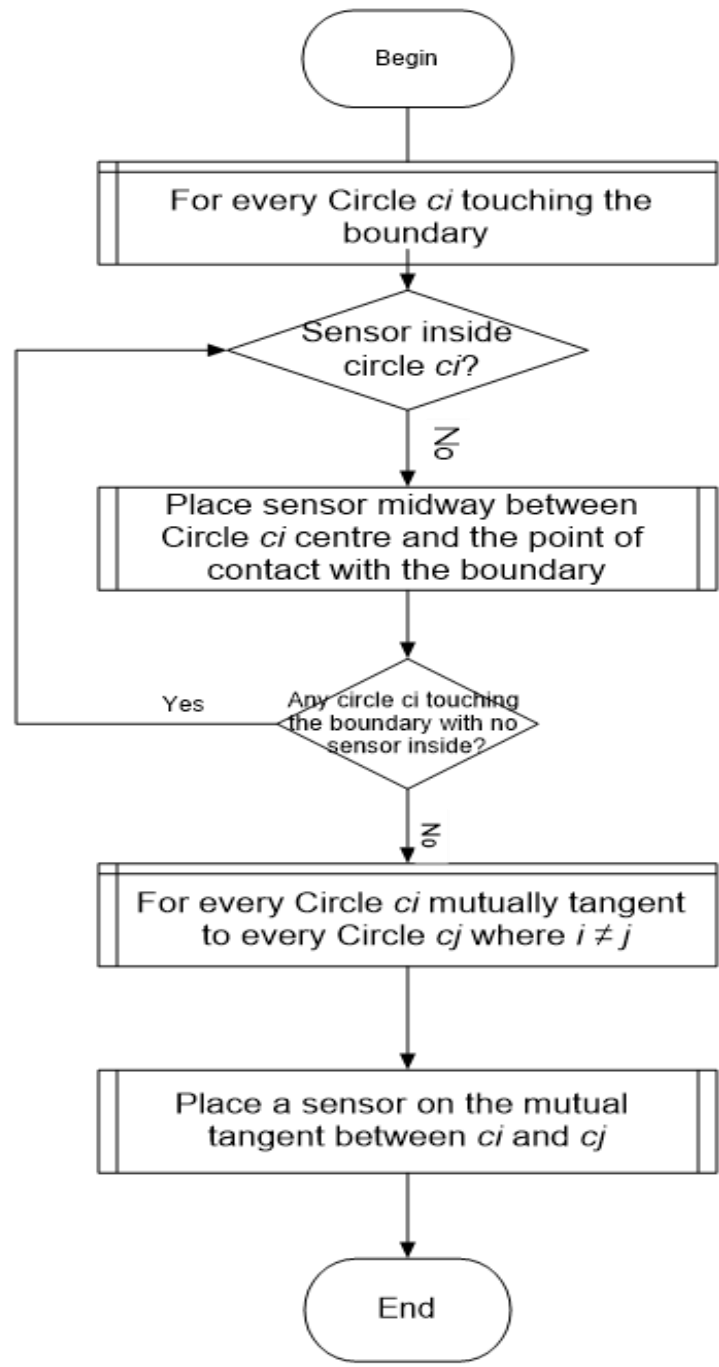 Begin
For every Circle ci touching the
boundary
Sensor inside
circle ci?
No
Place sensor midway between
Circle ci centre and the point of
contact with the boundary
Yes
Any circle ci touching
the boundary with no
sensor inside?
No
For every Circle ci mutually tangent
to every Circle cj where i ≠ j
Place a sensor on the mutual
tangent between ci and cj
End